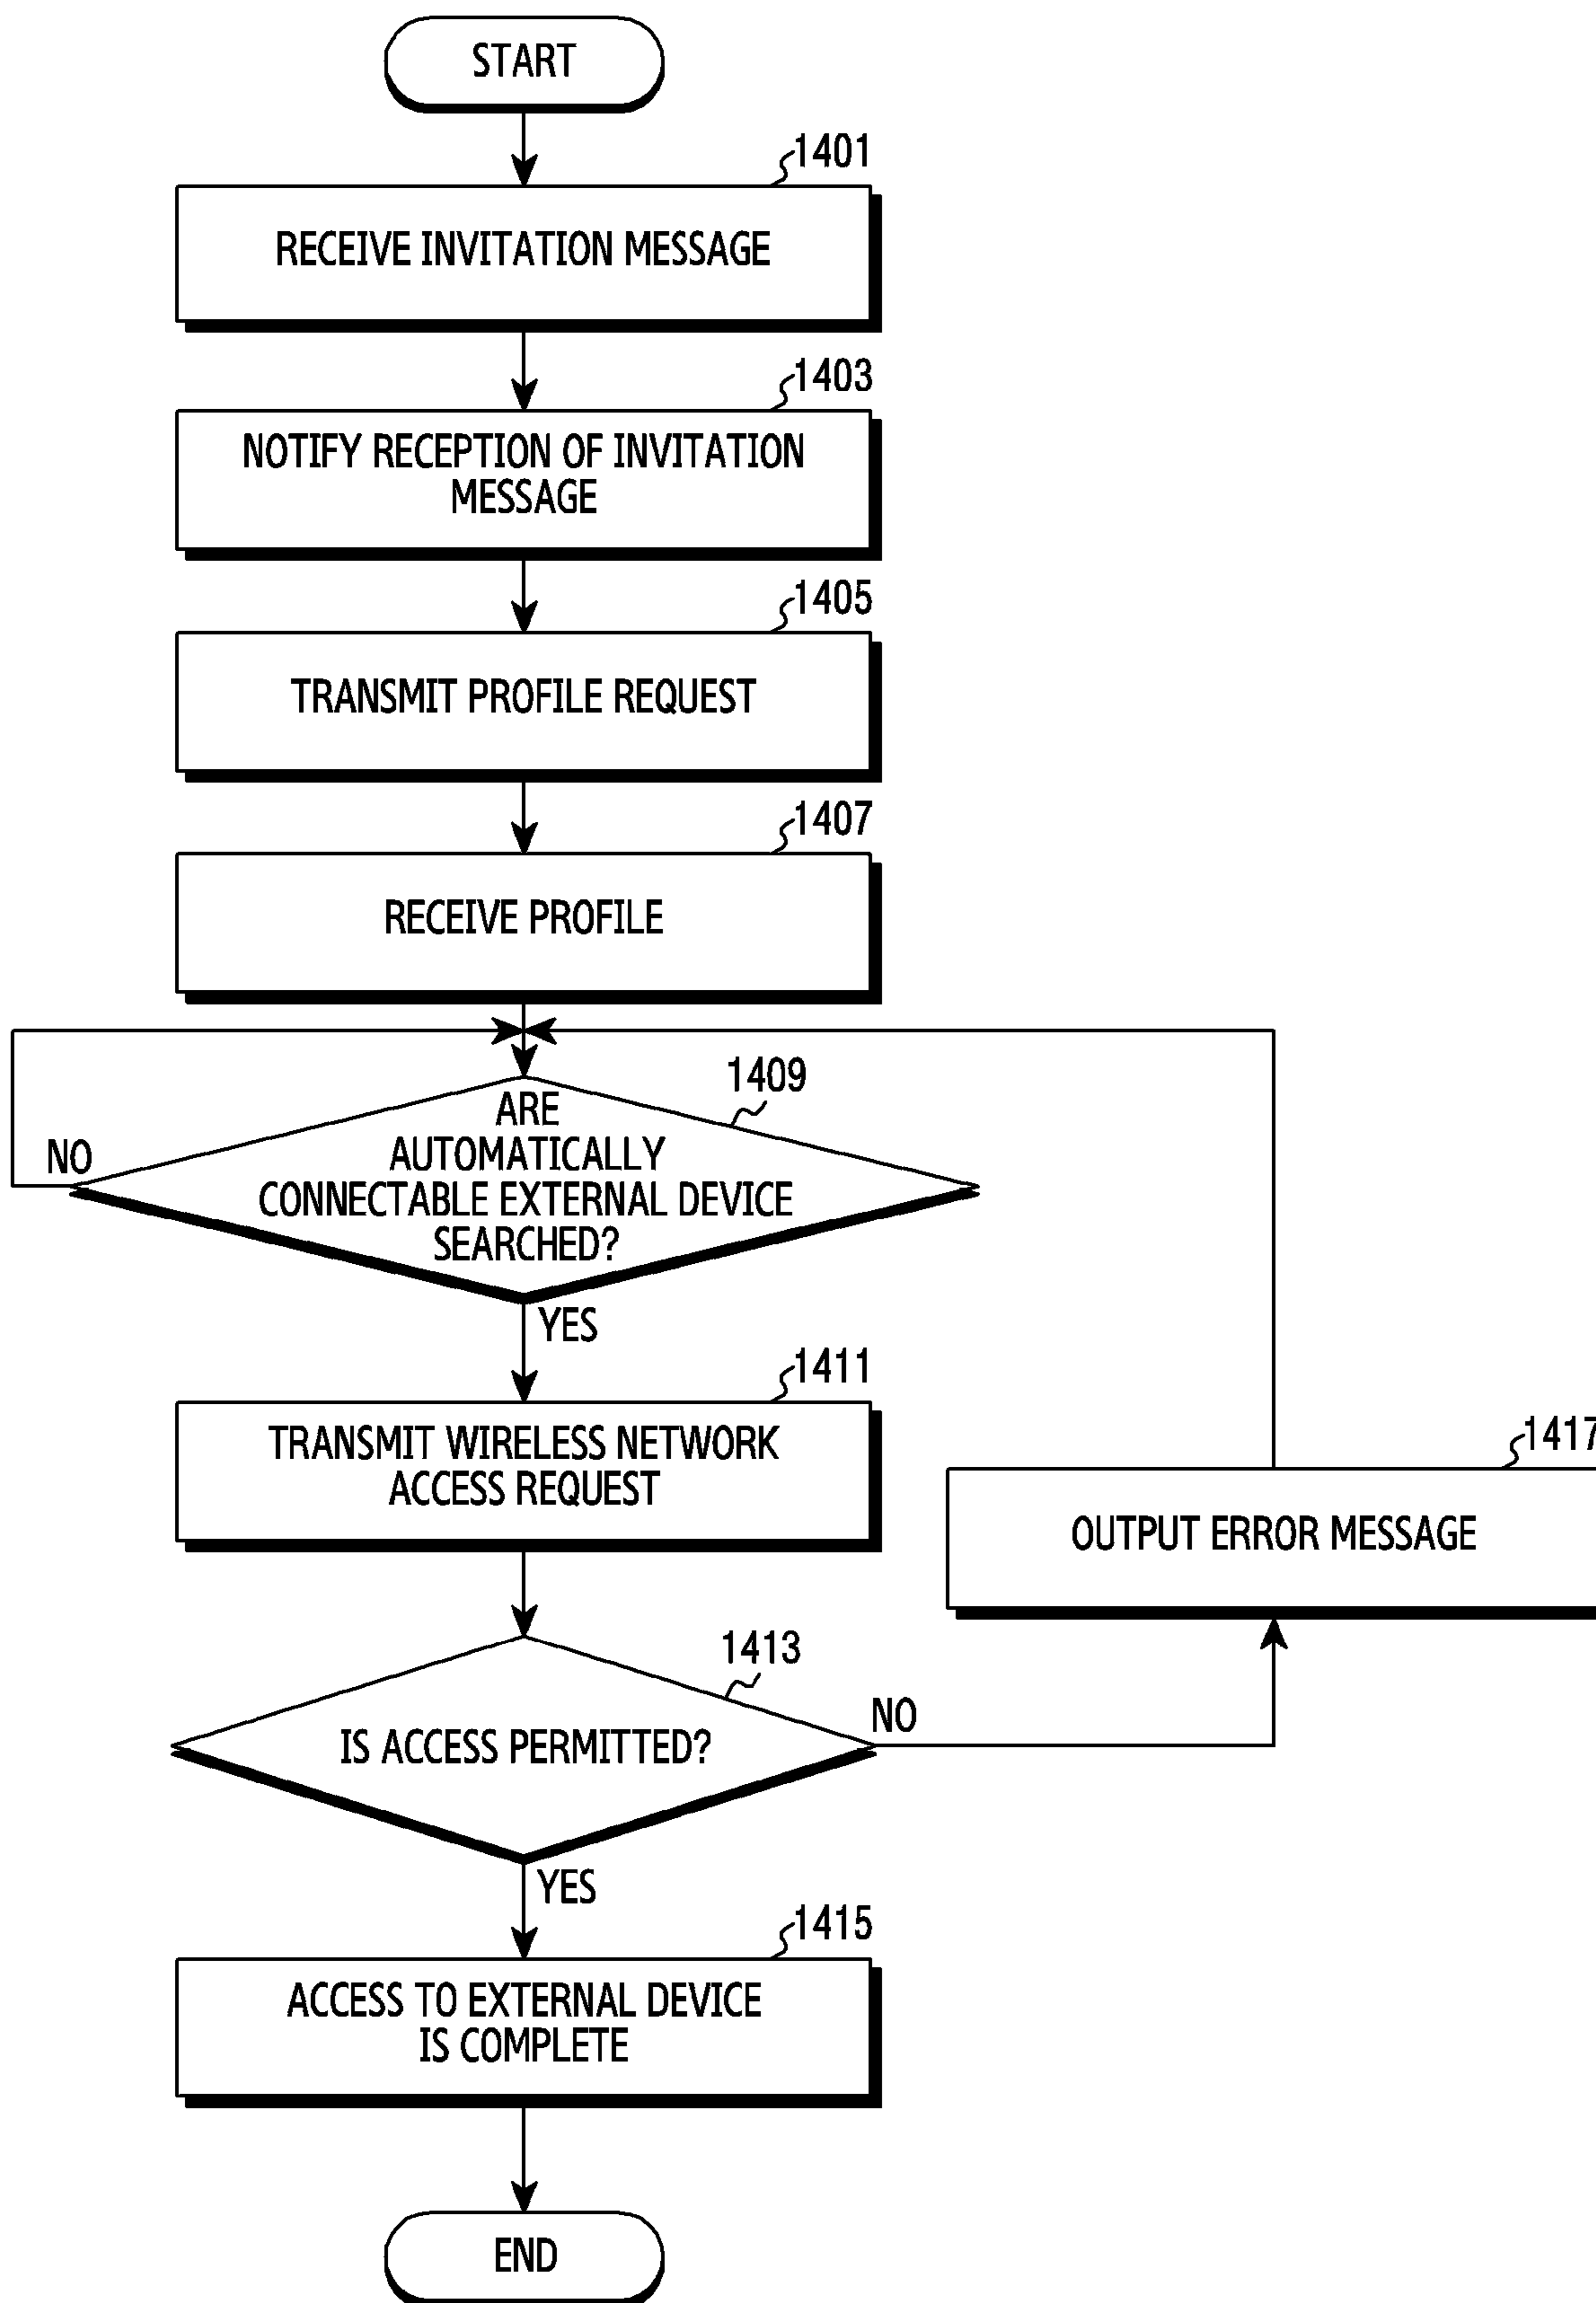 START
1401
RECEIVE INVITATION MESSAGE
1403
NOTIFY RECEPTION OF INVITATION
MESSAGE
1405
TRANSMIT PROFILE REQUEST
1407
RECEIVE PROFILE
1409
ARE
AUTOMATICALLY
CONNECTABLE EXTERNAL DEVICE
SEARCHED?
NO
YES
1411
TRANSMIT WIRELESS NETWORK
ACCESS REQUEST
1417
OUTPUT ERROR MESSAGE
1413
IS ACCESS PERMITTED?
NO
YES
1415
ACCESS TO EXTERNAL DEVICE
IS COMPLETE
END